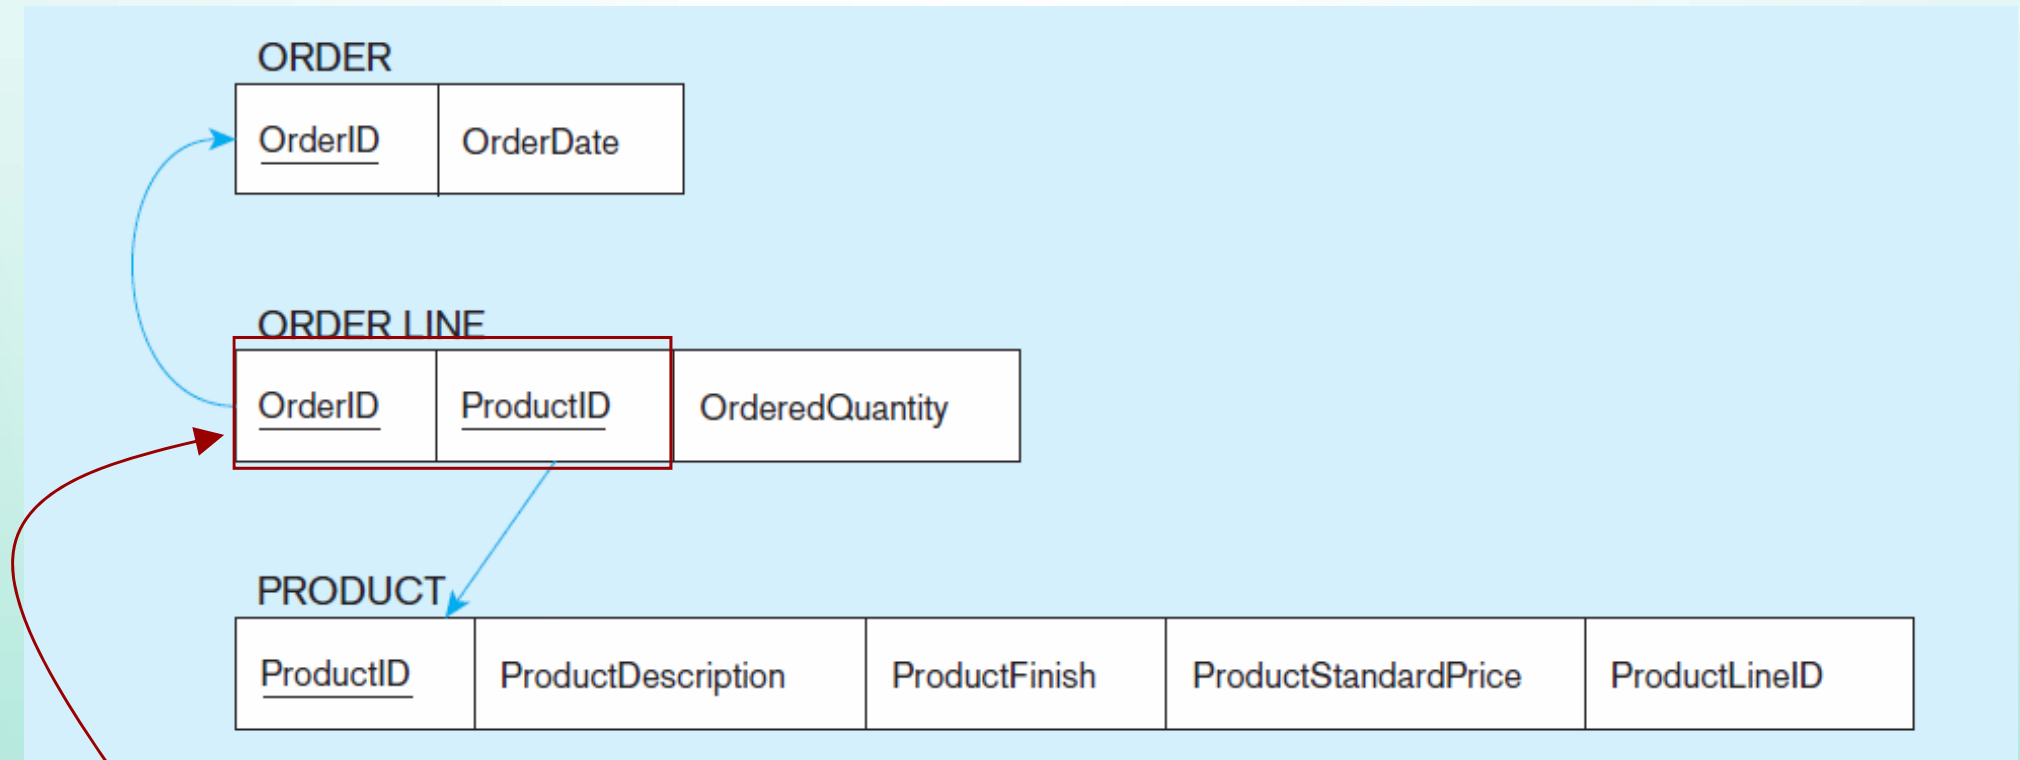 ORDER
OrderID OrderDate
ORDER LINE
OrderID ProductID OrderedQuantity
PRODUCT
ProductID ProductDescription ProductFinish ProductStandardPrice ProductLineID